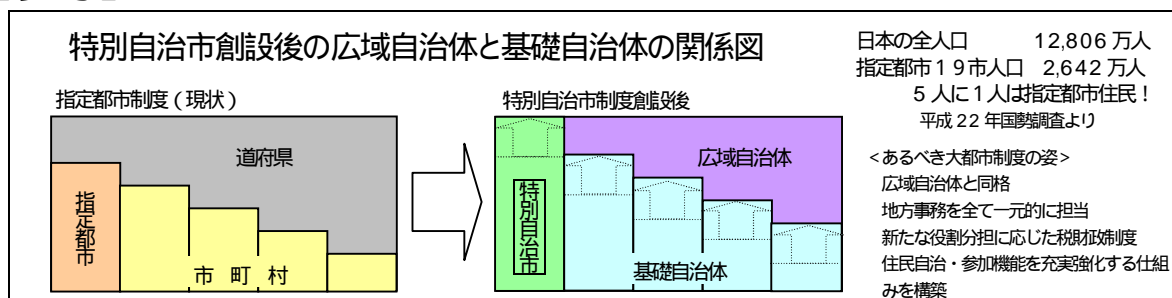 特別自治市創設後の広域自治体と基礎自治体の関係図
日本の全人口 12,806 万人
指定都市19市人口 2,642 万人
5 人に1人は指定都市住民!
平成 22 年国勢調査より
指定都市制度(現状)
道府県
指定都市
市 町 村
特別自治市制度創設後
広域自治体
特別自治市
基礎自治体
<あるべき大都市制度の姿>
広域自治体と同格
地方事務を全て一元的に担当
新たな役割分担に応じた税財政制度
住民自治・参加機能を充実強化する仕組
みを構築